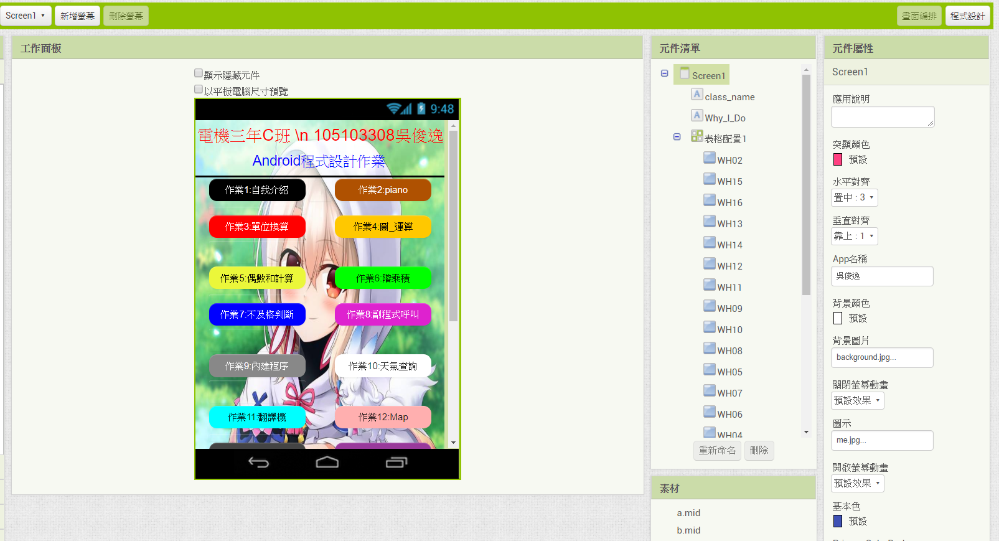 Screen1
新增螢幕
刪除螢幕
畫面編排
程式設計
工作面板
顯示隱藏元件
以平板電腦尺寸預覽
9:48
電機三年C班 \n 105103308吳俊逸
Android程式設計作業
作業1:自我介紹
作業2:piano
作業3:單位換算
作業4:圓_運算
作業5:偶數和計算
作業6:階乘積
作業7:不及格判斷
作業8:副程式呼叫
作業9:內建程序
作業10:天氣查詢
作業11:翻譯機
作業12:Map
元件清單
Screen1
class_name
Why_I_Do
表格配置1
WH02
WH15
WH16
WH13
WH14
WH12
WH11
WH09
WH10
WH08
WH05
WH07
WH06
WH04
重新命名
刪除
素材
a.mid
b.mid
元件屬性
Screen1
應用說明
突顯顏色
預設
水平對齊
置中 : 3
垂直對齊
靠上 : 1
App名稱
吳俊逸
背景顏色
預設
背景圖片
background.jpg...
關閉螢幕動畫
預設效果
圖示
me.jpg...
開啟螢幕動畫
預設效果
基本色
預設